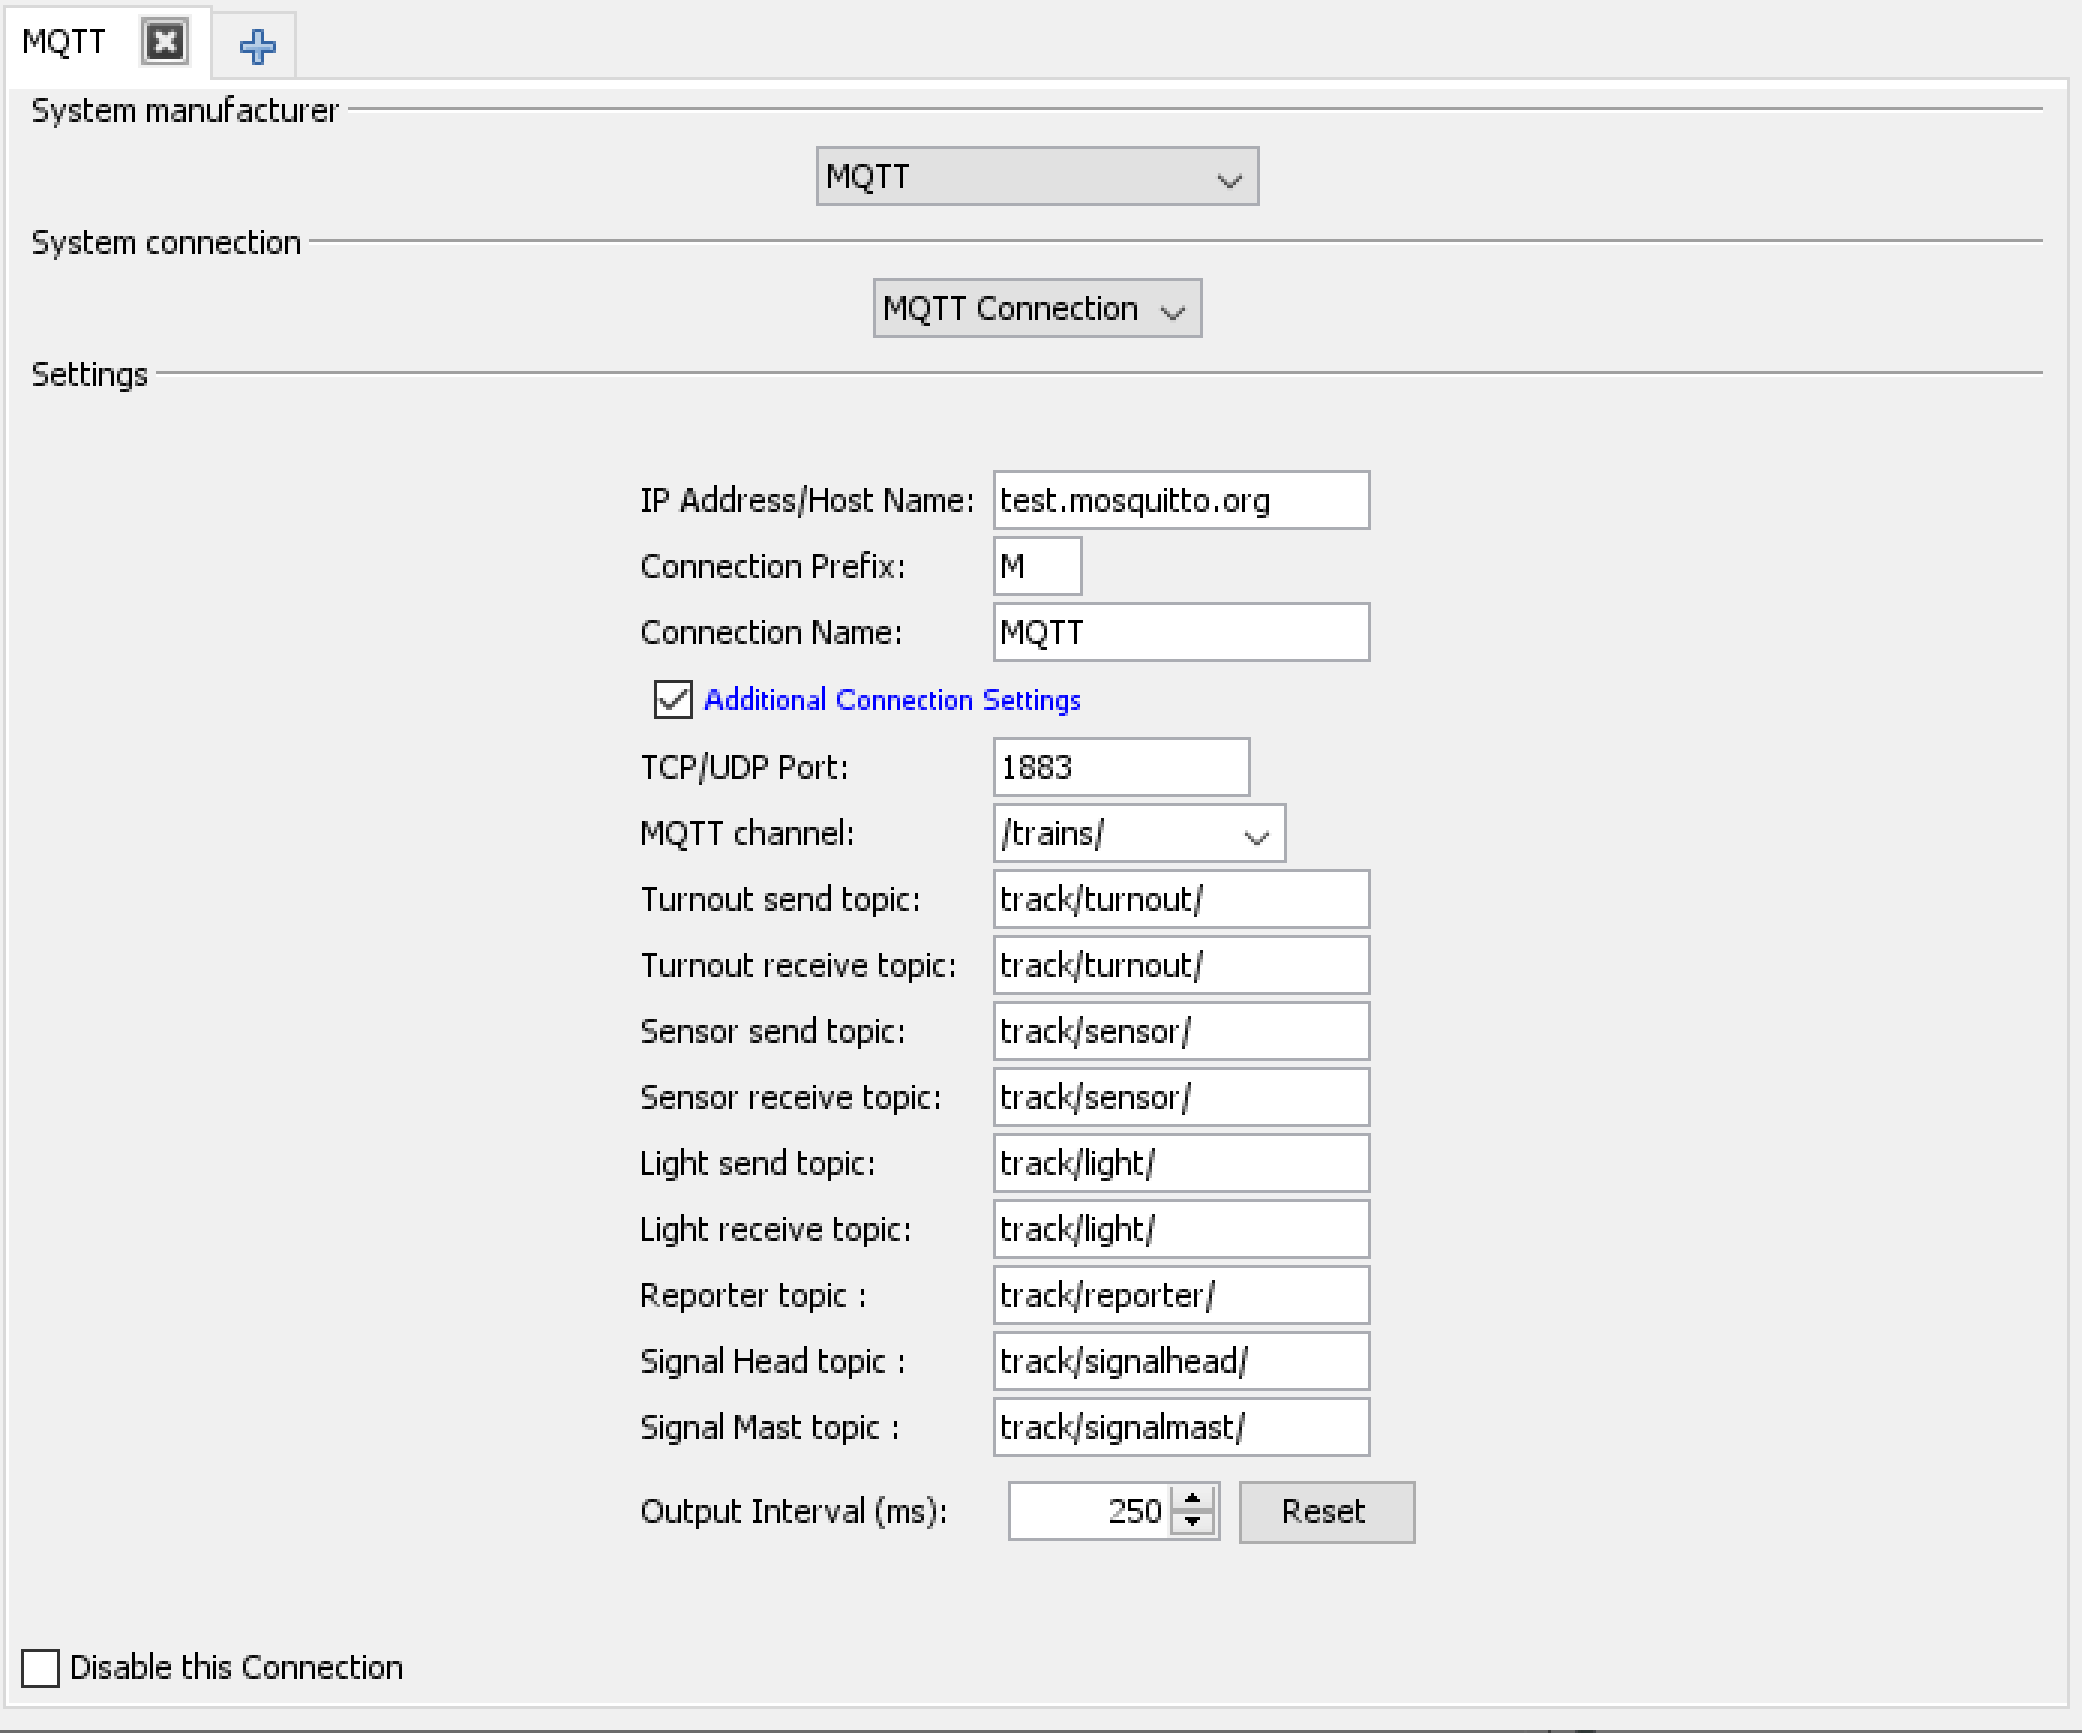 MQTT
System manufacturer
MQTT
System connection
MQTT Connection
Settings
IP Address/Host Name: test.mosquitto.org
Connection Prefix: M
Connection Name: MQTT
Additional Connection Settings
TCP/UDP Port: 1883
MQTT channel: /trains/
Turnout send topic: track/turnout/
Turnout receive topic: track/turnout/
Sensor send topic: track/sensor/
Sensor receive topic: track/sensor/
Light send topic: track/light/
Light receive topic: track/light/
Reporter topic : track/reporter/
Signal Head topic : track/signalhead/
Signal Mast topic : track/signalmast/
Output Interval (ms): 250 Reset
Disable this Connection